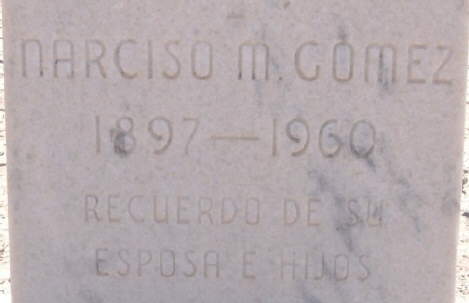 NARCISO M. GOMEZ
1897—1960
RECUERDO DE SU
ESPOSA E HIJOS